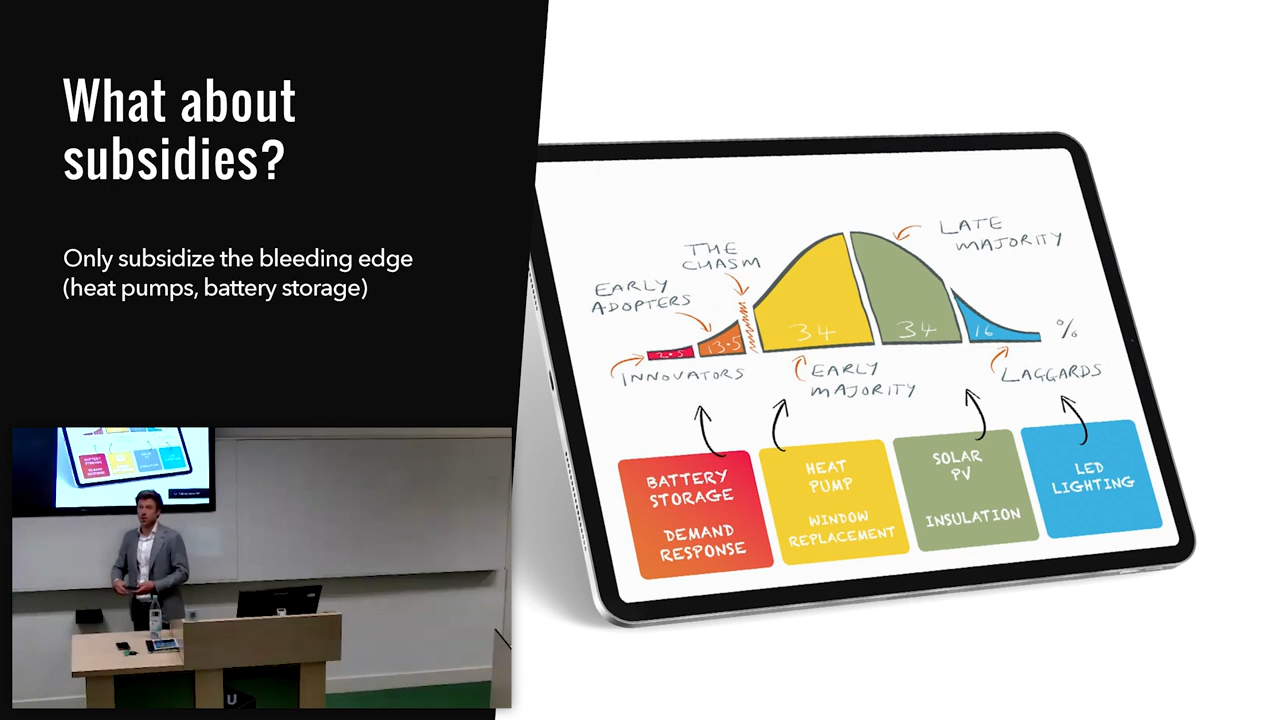 What about
subsidies?
Only subsidize the bleeding edge
(heat pumps, battery storage)
THE
CHASM
EARLY
ADOPTERS
LATE
MAJORITY
2.5
13.5
34
34
16
%
INNOVATORS
EARLY
MAJORITY
LAGGARDS
BATTERY
STORAGE
DEMAND
RESPONSE
HEAT
PUMP
WINDOW
REPLACEMENT
SOLAR
PV
INSULATION
LED
LIGHTING
U